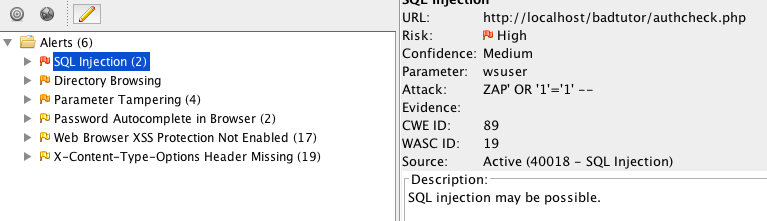 Alerts (6)
SQL Injection (2)
Directory Browsing
Parameter Tampering (4)
Password Autocomplete in Browser (2)
Web Browser XSS Protection Not Enabled (17)
X-Content-Type-Options Header Missing (19)
SQL Injection
URL: http://localhost/badtutor/authcheck.php
Risk: High
Confidence: Medium
Parameter: wsuser
Attack: ZAP' OR '1'='1' --
Evidence:
CWE ID: 89
WASC ID: 19
Source: Active (40018 - SQL Injection)
Description:
SQL injection may be possible.